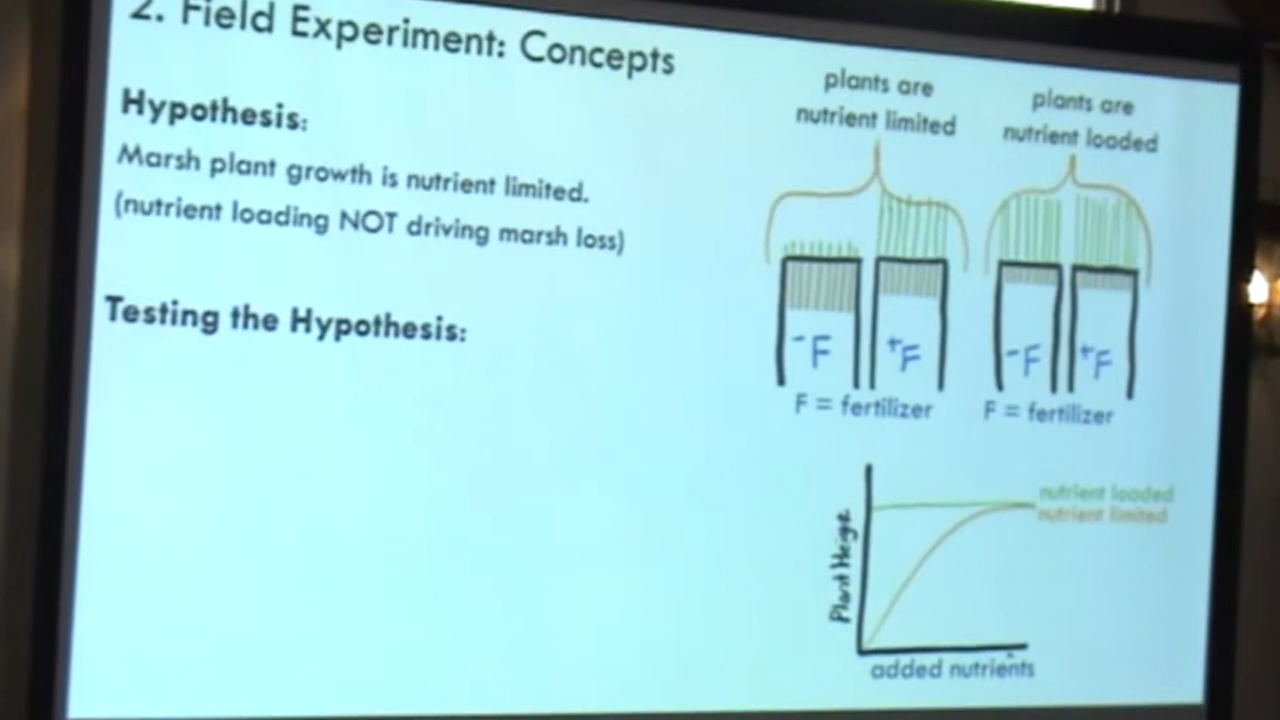 2. Field Experiment: Concepts
Hypothesis:
Marsh plant growth is nutrient limited.
(nutrient loading NOT driving marsh loss)
Testing the Hypothesis:
plants are
nutrient limited
plants are
nutrient loaded
-F
+F
-F
+F
F = fertilizer
F = fertilizer
nutrient loaded
nutrient limited
Plant Heigt
added nutrients